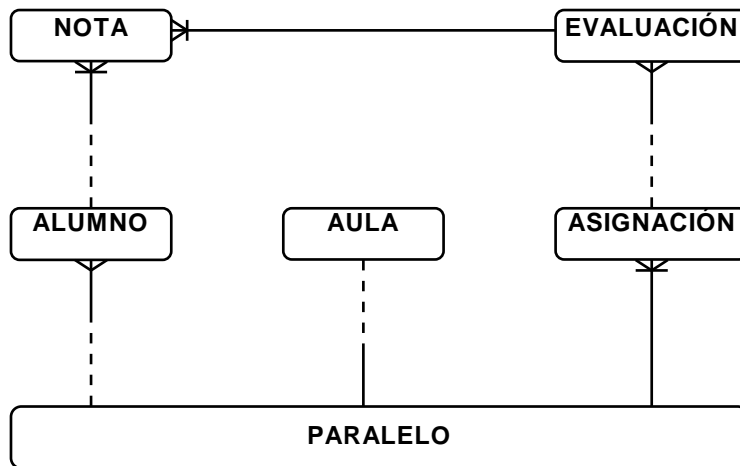 NOTA
EVALUACIÓN
ALUMNO
AULA
ASIGNACIÓN
PARALELO